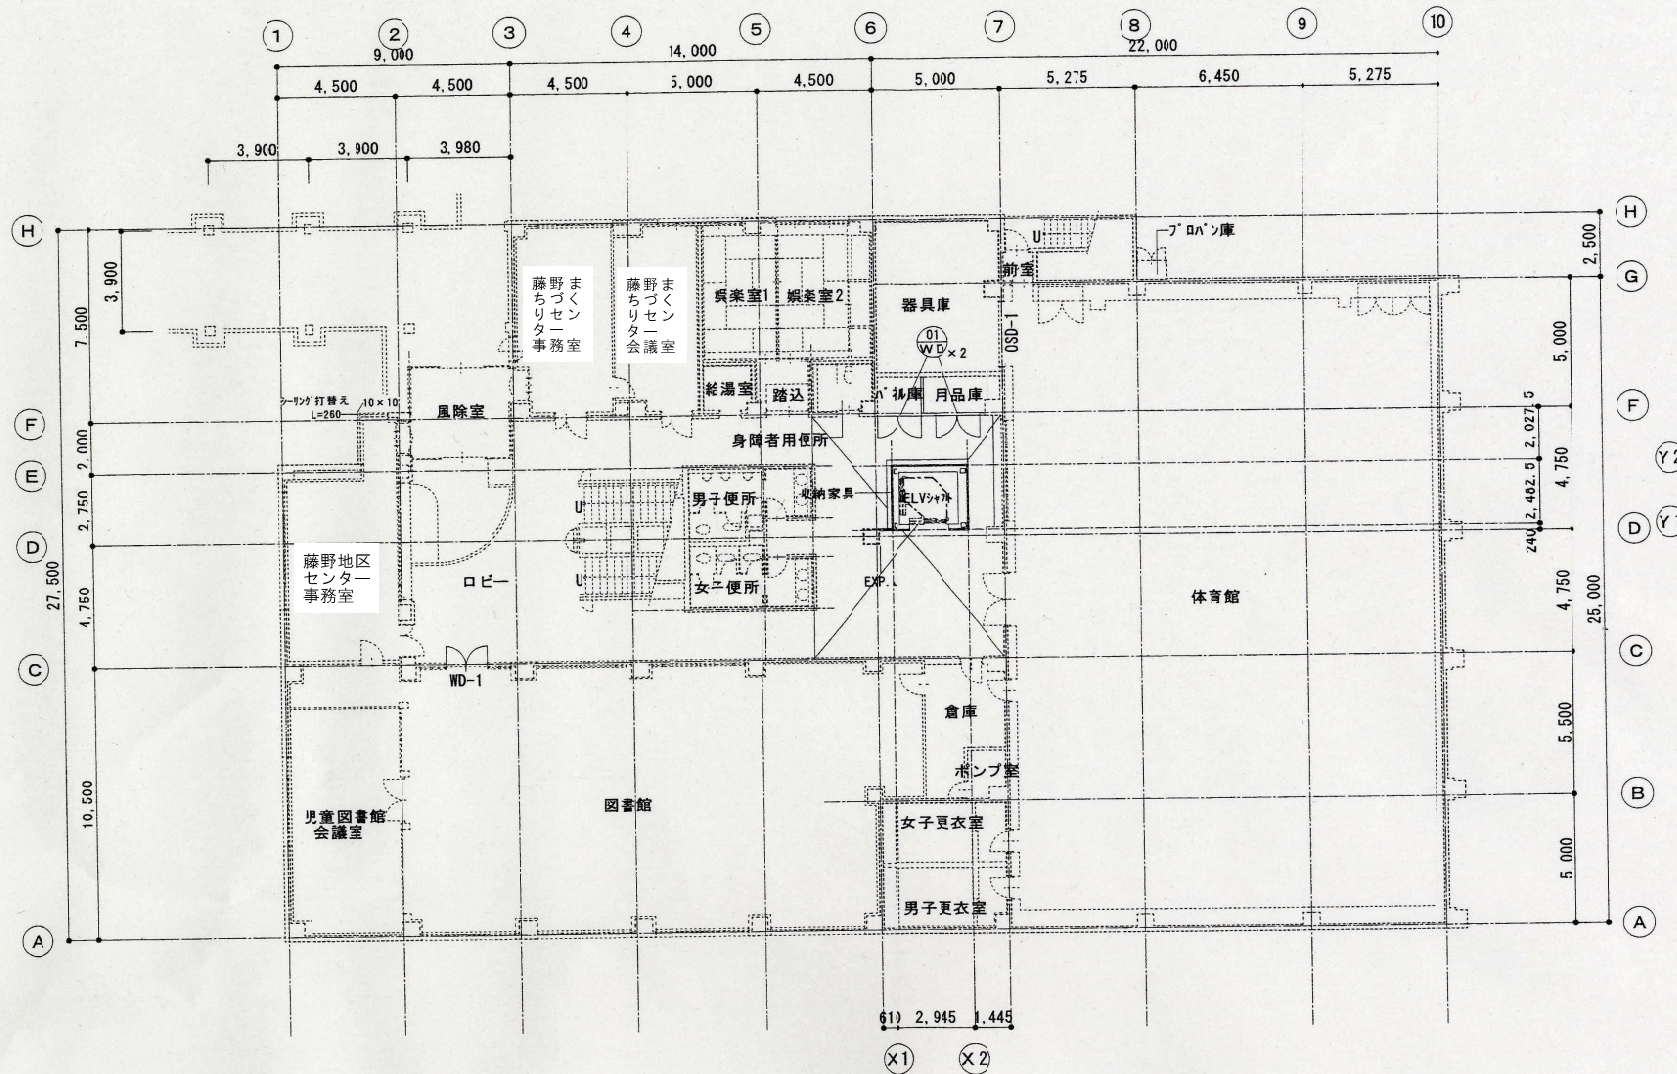 1 2 3 4 5 6 7 8 9 10
9,000 14,000 22,000
4,500 4,500 4,500 5,000 4,500 5,000 5,275 6,450 5,275
3,900 3,900 3,980
H
H
2,500
プロパン庫
U
前室
G
3,900
7,500
藤野 ま
ちづく
りセン
ター
事務室
藤野 ま
ちづく
りセン
ター
会議室
娯楽室1 娯楽室2
器具庫
01
WD ×2
OSD-1
5,000
シーリング打替え 10×10
L=260
風除室
給湯室
踏込
月品庫
F
F
2,000
身障者用便所
2,027.5
4,750
E
男子便所
収納家具
ELVシャフト
2,482.5
Y2
2,750
U
D
D
240
27,500
藤野地区
センター
事務室
ロビー
U
女子便所
EXP.
体育館
4,750
4,750
25,000
C
C
WD-1
倉庫
5,500
ポンプ室
10,500
B
児童図書館
会議室
図書館
女子更衣室
5,000
男子更衣室
A
A
610 2,945 1,445
X1 X2